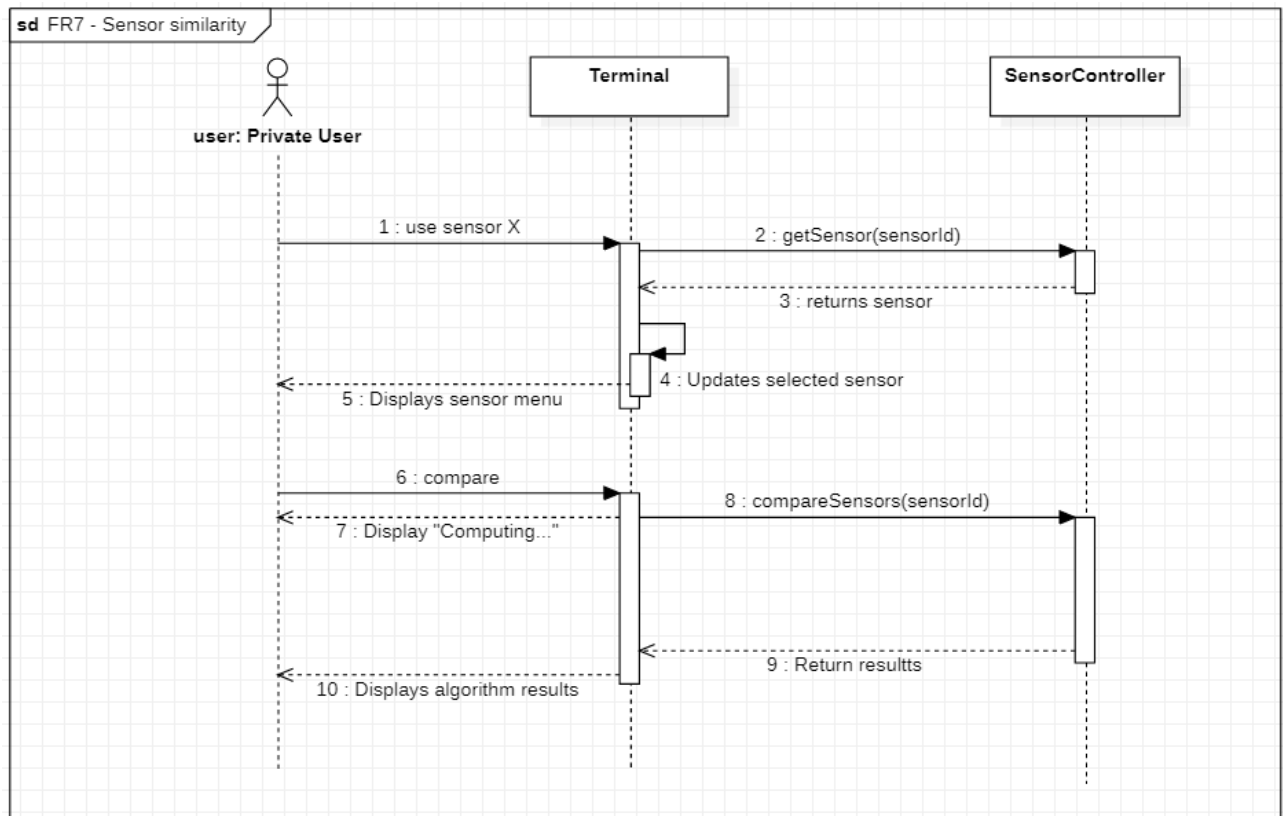 sd FR7 - Sensor similarity
Terminal
SensorController
user: Private User
1 : use sensor X
2 : getSensor(sensorId)
3 : returns sensor
4 : Updates selected sensor
5 : Displays sensor menu
6 : compare
8 : compareSensors(sensorId)
7 : Display "Computing..."
9 : Return resultts
10 : Displays algorithm results